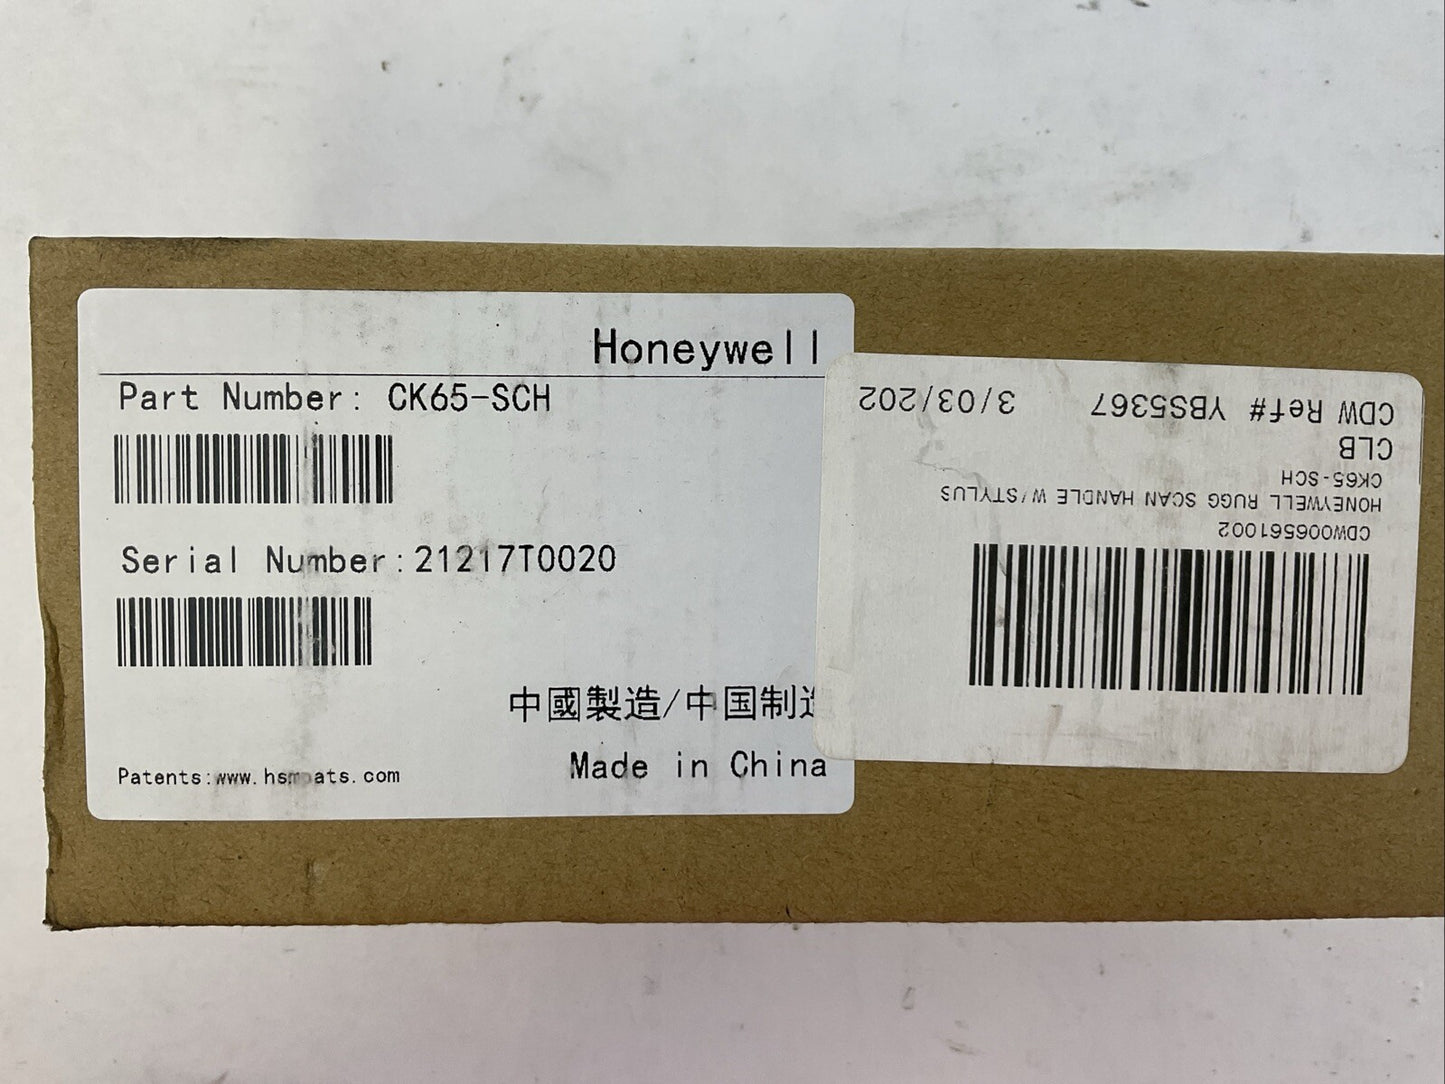 Honeywell
Part Number: CK65-SCH
Serial Number:21217T0020
中國製造/中国制造
Made in China
Patents:www.hsmpats.com
CDW Ref# YBS5367 3/03/202
CLB
CK65-SCH
HONEYWELL RUGG SCAN HANDLE W/STYLUS
CDW006561002